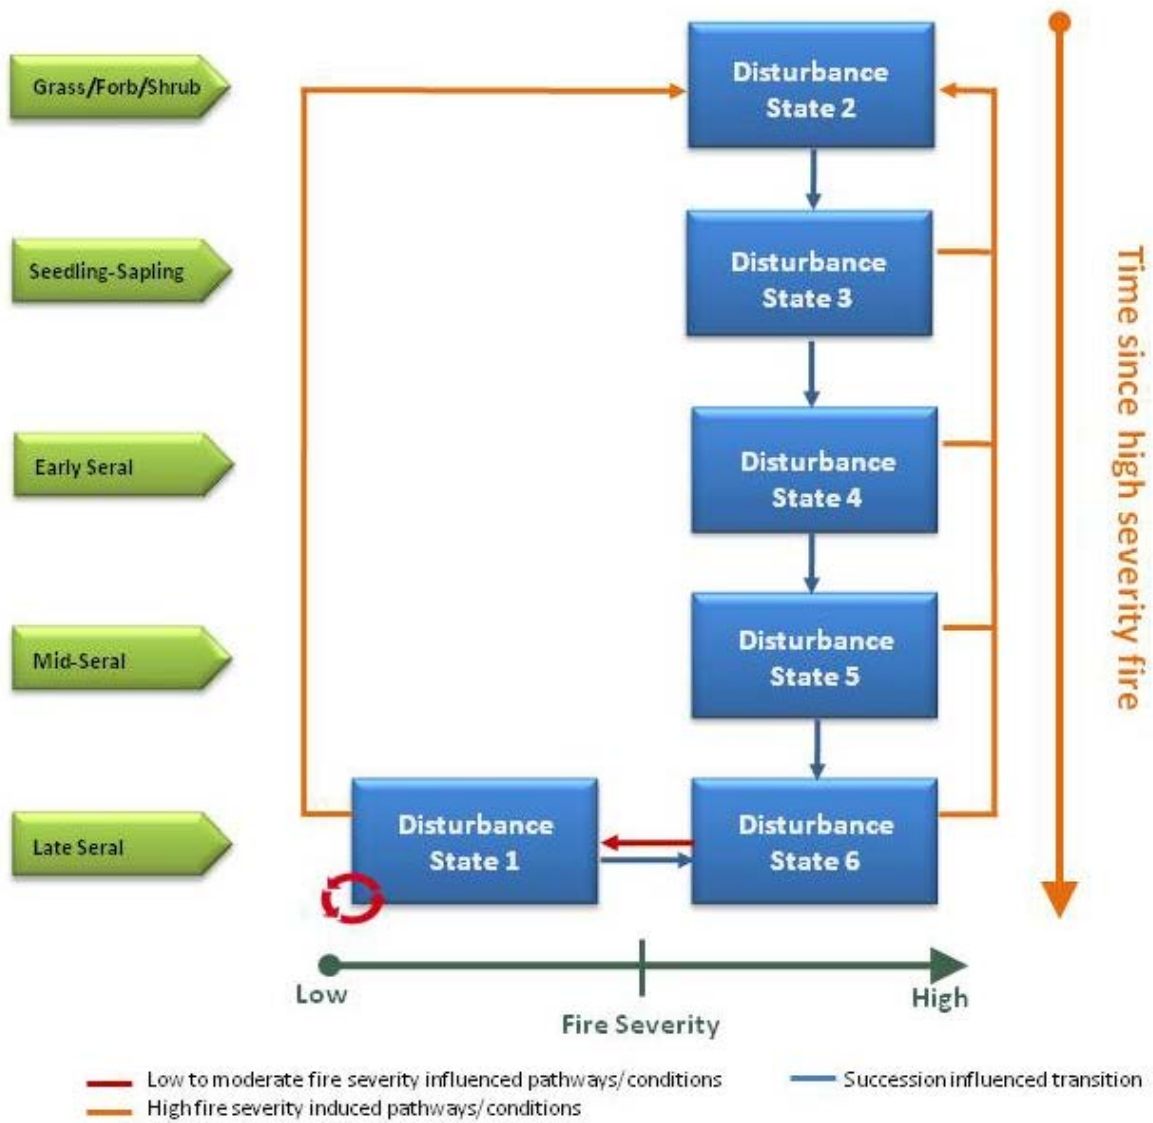 Grass/Forb/Shrub
Disturbance
State 2
Seedling-Sapling
Disturbance
State 3
Early Seral
Disturbance
State 4
Mid-Seral
Disturbance
State 5
Late Seral
Disturbance
State 1
Disturbance
State 6
Time since high severity fire
Low
High
Fire Severity
Low to moderate fire severity influenced pathways/conditions
Succession influenced transition
High fire severity induced pathways/conditions